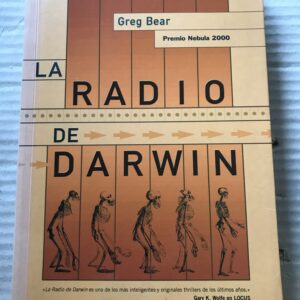 Greg Bear
Premio Nebula 2000
LA
RADIO
DE
DARWIN
«La Radio de Darwin es uno de los más inteligentes y originales thrillers de los últimos años.»
Gary K. Wolfe en LOCUS